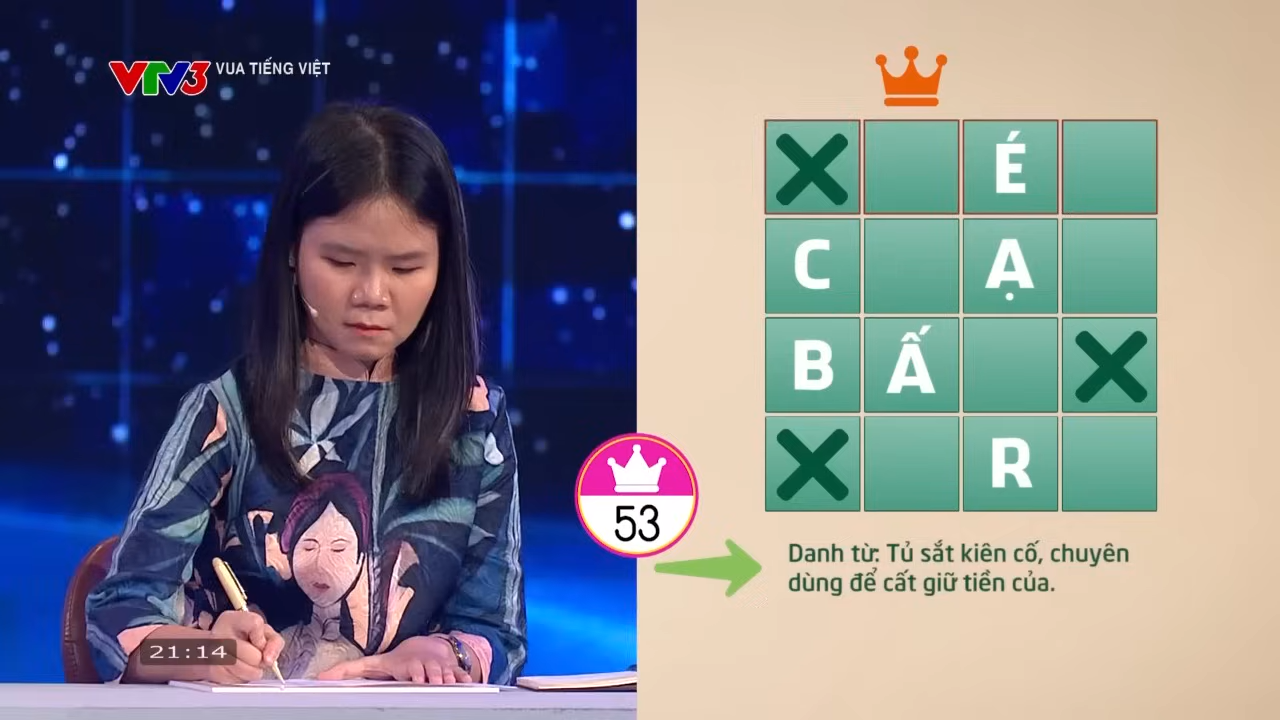 VTV3 VUA TIẾNG VIỆT
É
C Ạ
B Ấ
R
53
Danh từ: Tủ sắt kiên cố, chuyên
dùng để cất giữ tiền của.
21:14